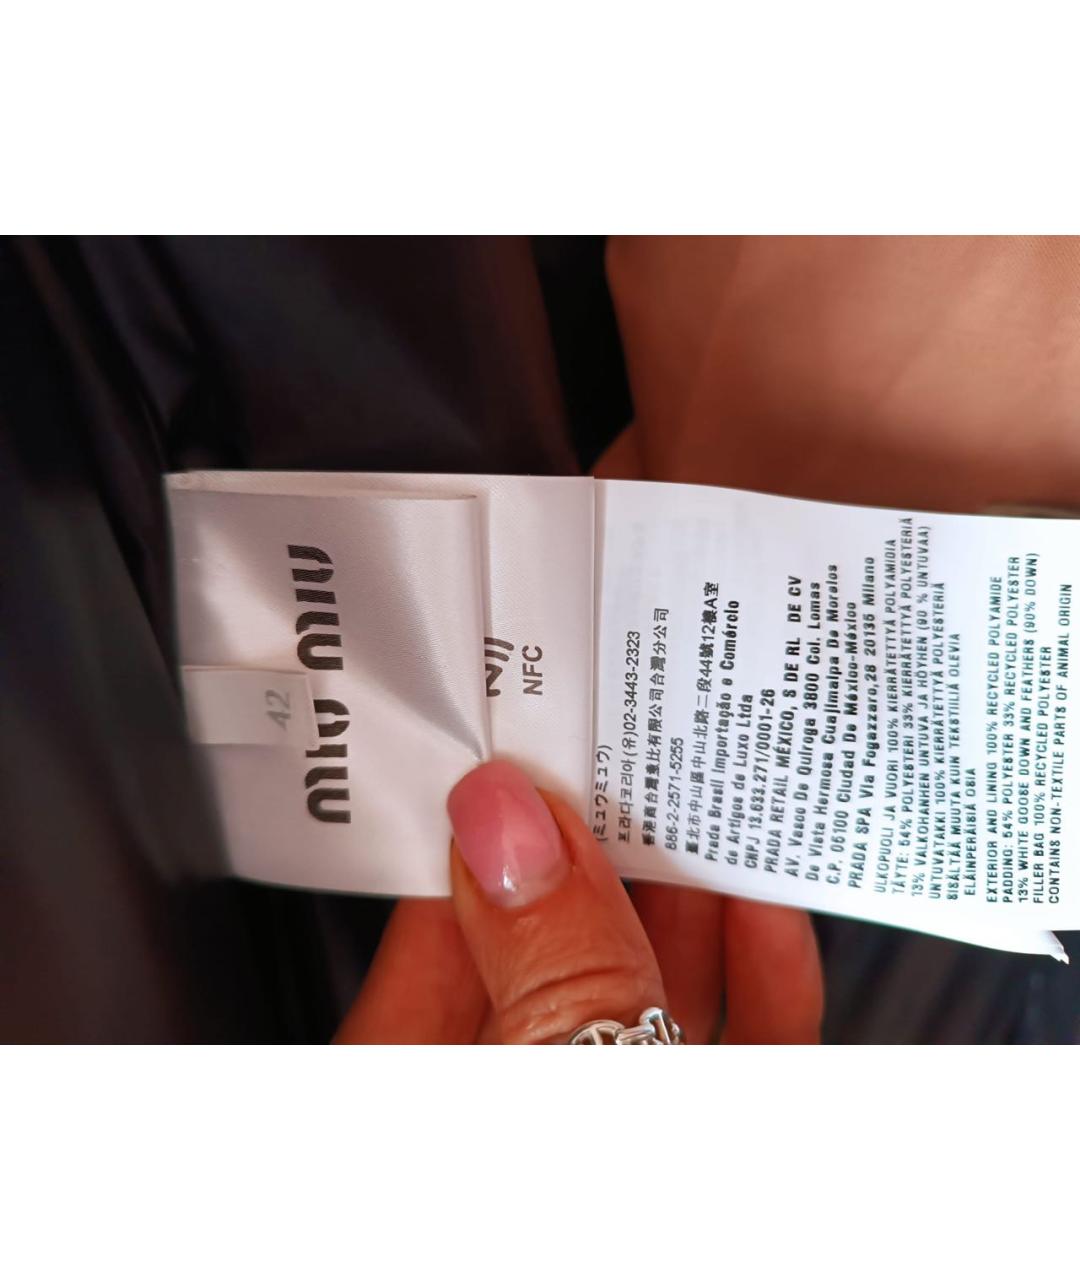 miu miu
42
NFC
(ミュウミュウ)
프라다코리아(유)02-3443-2323
香港商台灣普比有限公司台灣分公司
886-2-2571-5255
臺北市中山區中山北路二段44號12樓A室
Prada Brasil Importação e Comércio
de Artigos de Luxo Ltda
CNPJ 13.633.271/0001-26
PRADA RETAIL MÉXICO, S DE RL DE CV
AV. Vasco De Quiroga 3800 Col. Lomas
De Vista Hermosa Cuajimalpa De Morelos
C.P. 05100 Ciudad De México-México
PRADA SPA Via Fogazzaro,28 20135 Milano
ULKOPUOLI JA VUORI 100% KIERRÄTETTYÄ POLYAMIDIA
TÄYTE: 54% POLYESTERI 33% KIERRÄTETTYÄ POLYESTERIÄ
13% VALKOHANHEN UNTUVA JA HÖYHEN (90 % UNTUVAA)
UNTUVATAKKI 100% KIERRÄTETTYÄ POLYESTERIÄ
SISÄLTÄÄ MUUTA KUIN TEKSTIILIÄ OLEVIA
ELÄINPERÄISIÄ OSIA
EXTERIOR AND LINING 100% RECYCLED POLYAMIDE
PADDING: 54% POLYESTER 33% RECYCLED POLYESTER
13% WHITE GOOSE DOWN AND FEATHERS (90% DOWN)
FILLER BAG 100% RECYCLED POLYESTER
CONTAINS NON-TEXTILE PARTS OF ANIMAL ORIGIN